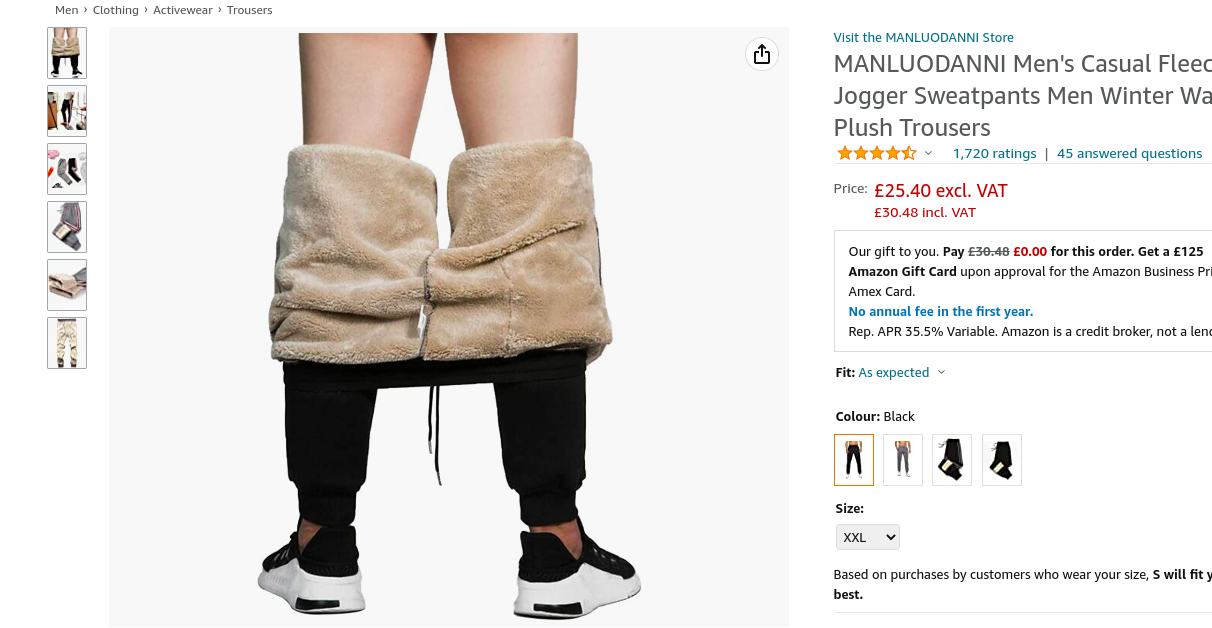 Men › Clothing › Activewear › Trousers
Visit the MANLUODANNI Store
MANLUODANNI Men's Casual Fleec
Jogger Sweatpants Men Winter Wa
Plush Trousers
1,720 ratings | 45 answered questions
Price: £25.40 excl. VAT
£30.48 incl. VAT
Our gift to you. Pay £30.48 £0.00 for this order. Get a £125
Amazon Gift Card upon approval for the Amazon Business Pri
Amex Card.
No annual fee in the first year.
Rep. APR 35.5% Variable. Amazon is a credit broker, not a lend
Fit: As expected
Colour: Black
Size:
XXL
Based on purchases by customers who wear your size, S will fit y
best.